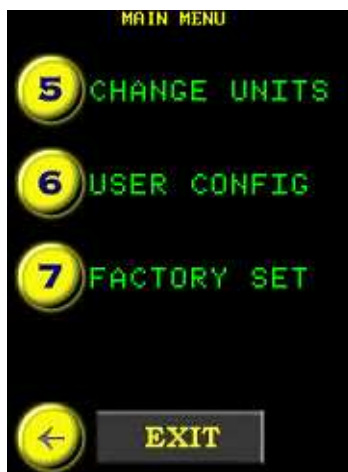 MAIN MENU
5 CHANGE UNITS
6 USER CONFIG
7 FACTORY SET
← EXIT